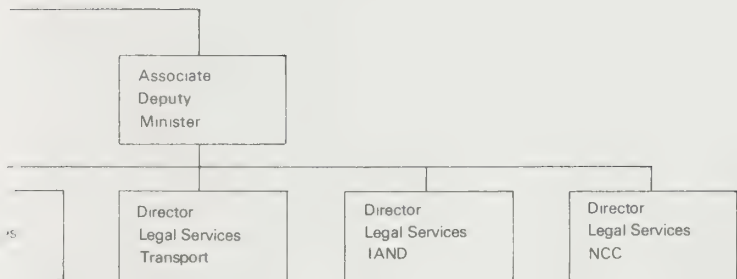 Associate
Deputy
Minister
Director
Legal Services
Transport
Director
Legal Services
IAND
Director
Legal Services
NCC